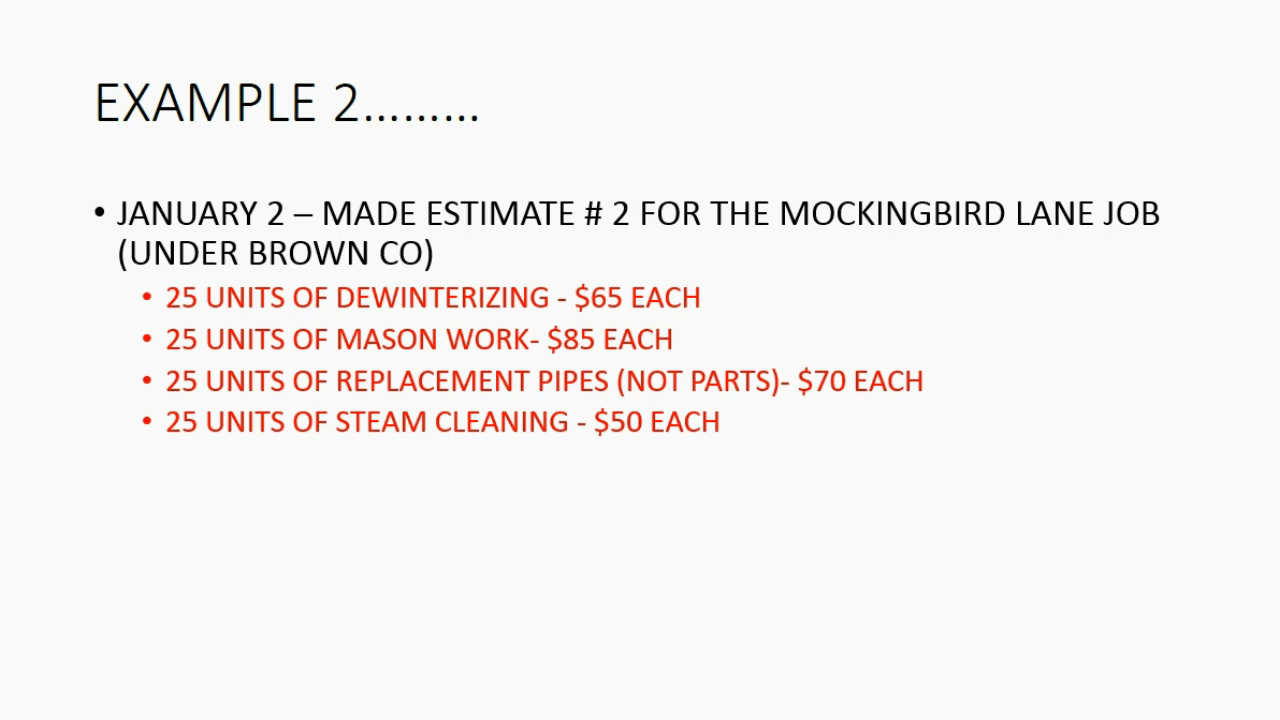 EXAMPLE 2.........
• JANUARY 2 – MADE ESTIMATE # 2 FOR THE MOCKINGBIRD LANE JOB
(UNDER BROWN CO)
• 25 UNITS OF DEWINTERIZING - $65 EACH
• 25 UNITS OF MASON WORK- $85 EACH
• 25 UNITS OF REPLACEMENT PIPES (NOT PARTS)- $70 EACH
• 25 UNITS OF STEAM CLEANING - $50 EACH